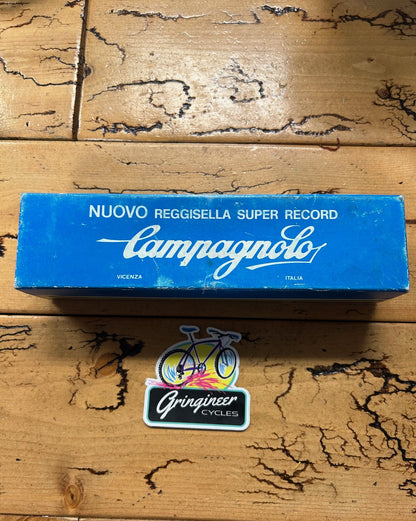 NUOVO REGGISELLA SUPER RECORD
Campagnolo
VICENZA ITALIA
Gringineer
CYCLES